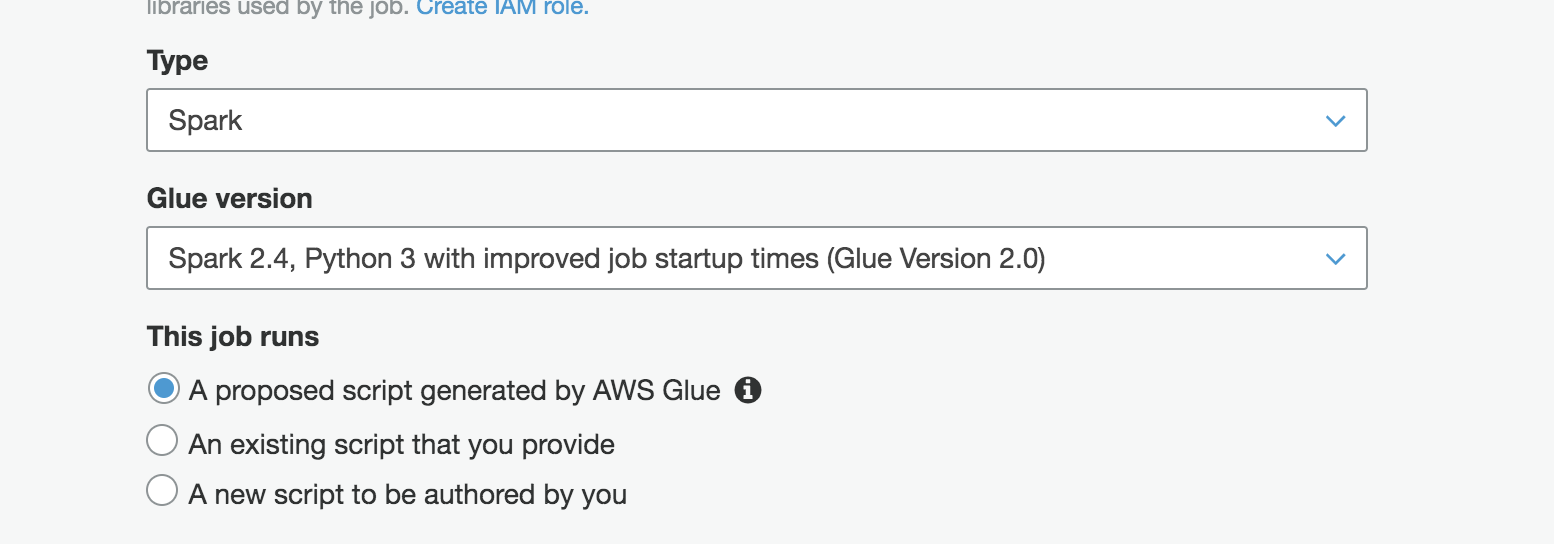 libraries used by the job. Create IAM role.
Type
Spark
Glue version
Spark 2.4, Python 3 with improved job startup times (Glue Version 2.0)
This job runs
A proposed script generated by AWS Glue
An existing script that you provide
A new script to be authored by you